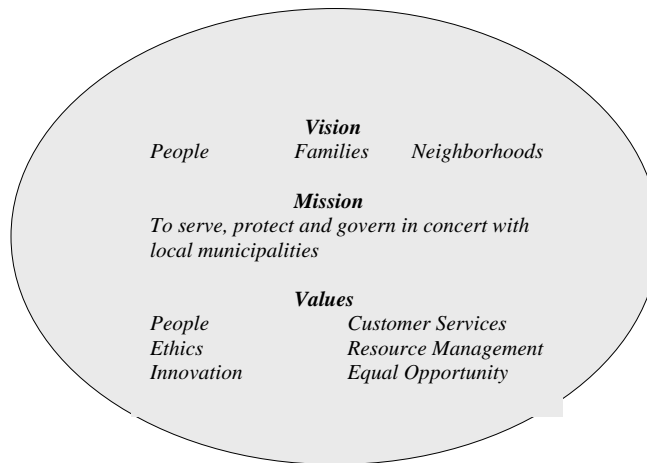 Vision
People Families Neighborhoods
Mission
To serve, protect and govern in concert with
local municipalities
Values
People Customer Services
Ethics Resource Management
Innovation Equal Opportunity